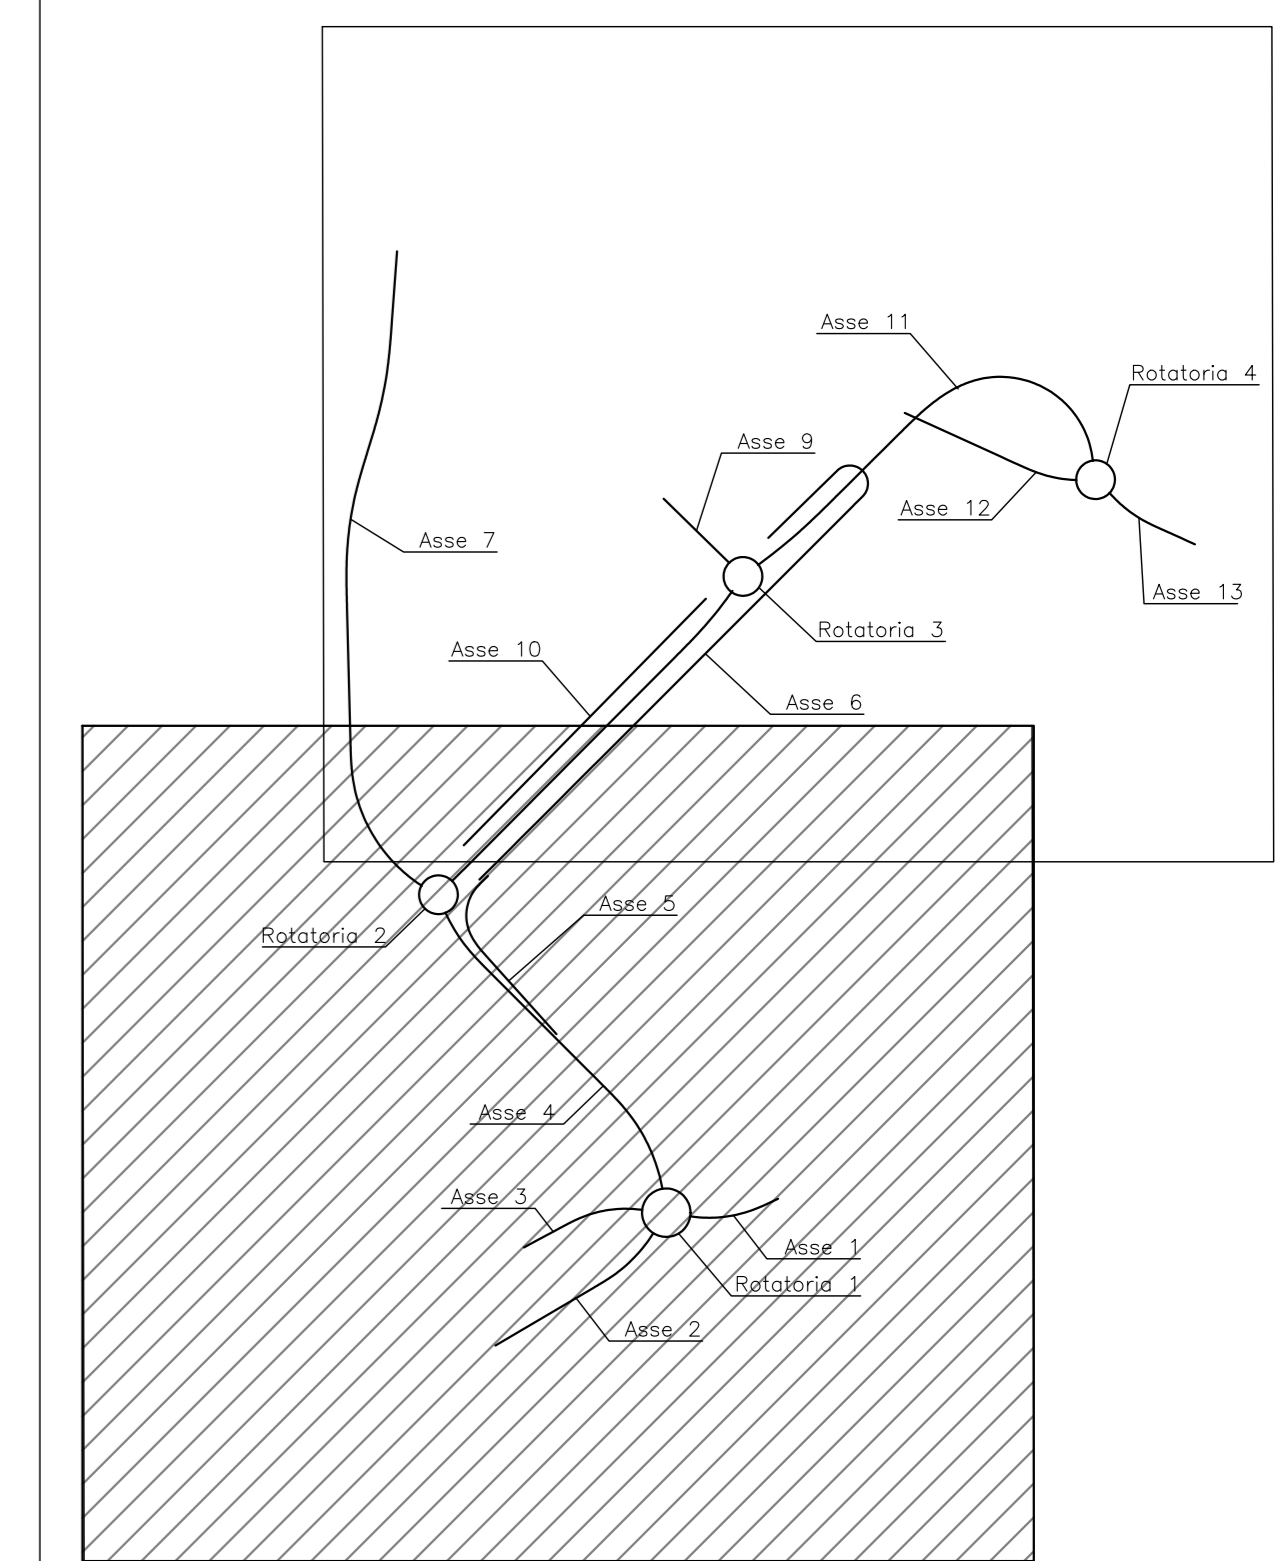 Asse 11
Rotatoria 4
Asse 9
Asse 12
Asse 7
Asse 13
Rotatoria 3
Asse 10
Asse 6
Asse 5
Rotatoria 2
Asse 4
Asse 3
Asse 1
Rotatoria 1
Asse 2